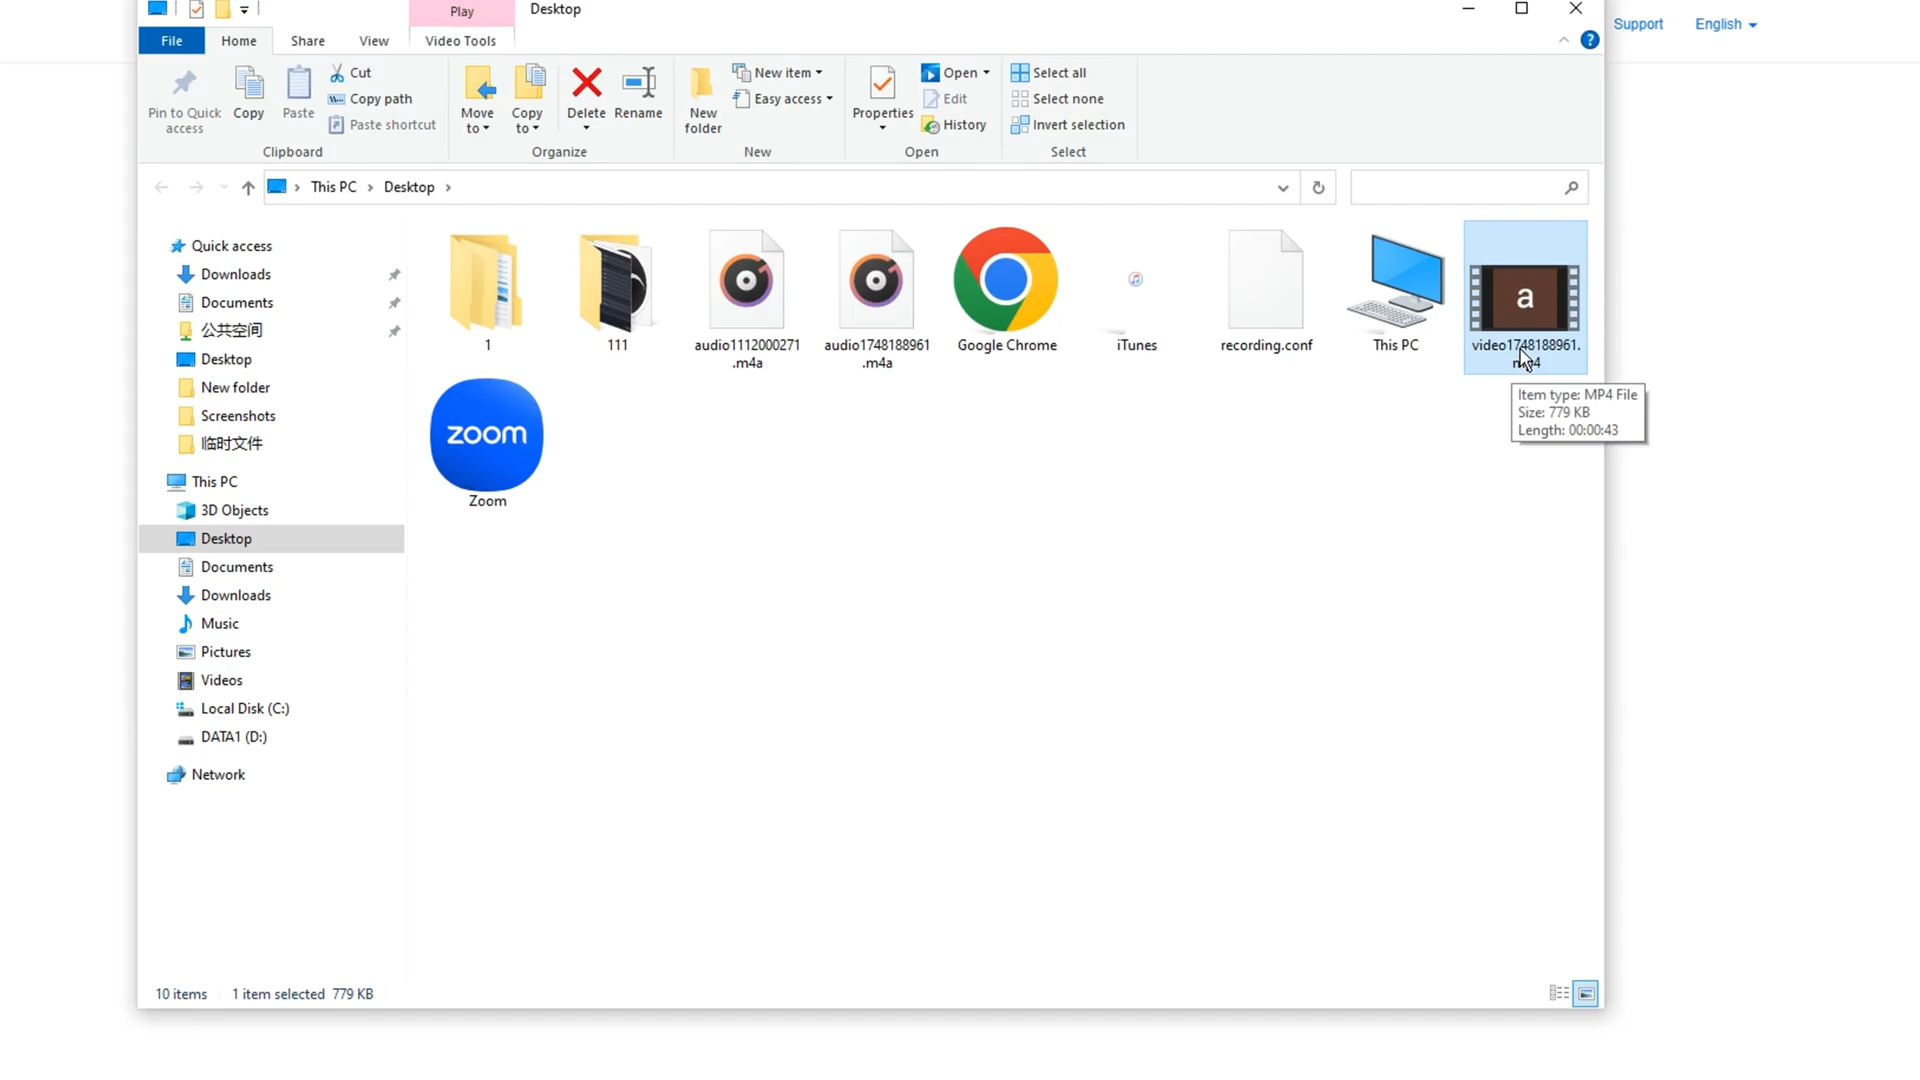 Play
Desktop
Support
English
File
Home
Share
View
Video Tools
Pin to Quick access
Copy
Paste
Cut
Copy path
Paste shortcut
Clipboard
Move to
Copy to
Delete
Rename
Organize
New folder
New item
Easy access
New
Properties
Open
Edit
History
Open
Select all
Select none
Invert selection
Select
This PC
Desktop
Quick access
Downloads
Documents
公共空间
Desktop
New folder
Screenshots
临时文件
This PC
3D Objects
Desktop
Documents
Downloads
Music
Pictures
Videos
Local Disk (C:)
DATA1 (D:)
Network
1
111
audio1112000271
.m4a
audio1748188961
.m4a
Google Chrome
iTunes
recording.conf
This PC
a
video1748188961.
mp4
Item type: MP4 File
Size: 779 KB
Length: 00:00:43
zoom
Zoom
10 items
1 item selected 779 KB